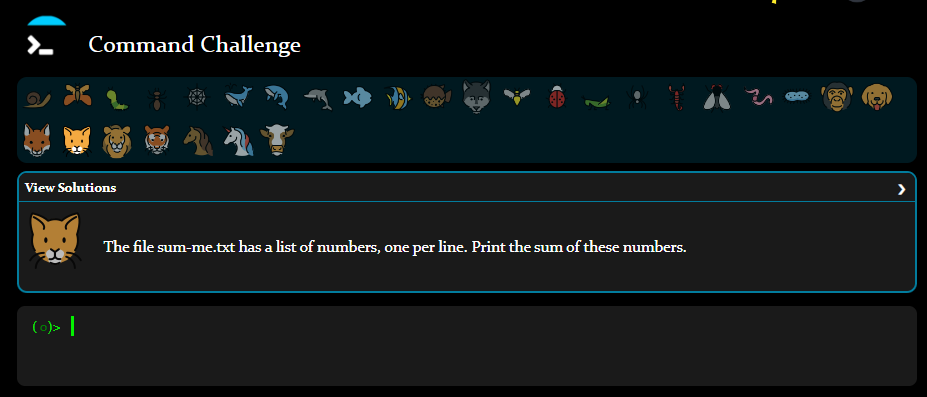 Command Challenge
View Solutions
The file sum-me.txt has a list of numbers, one per line. Print the sum of these numbers.
(o)>